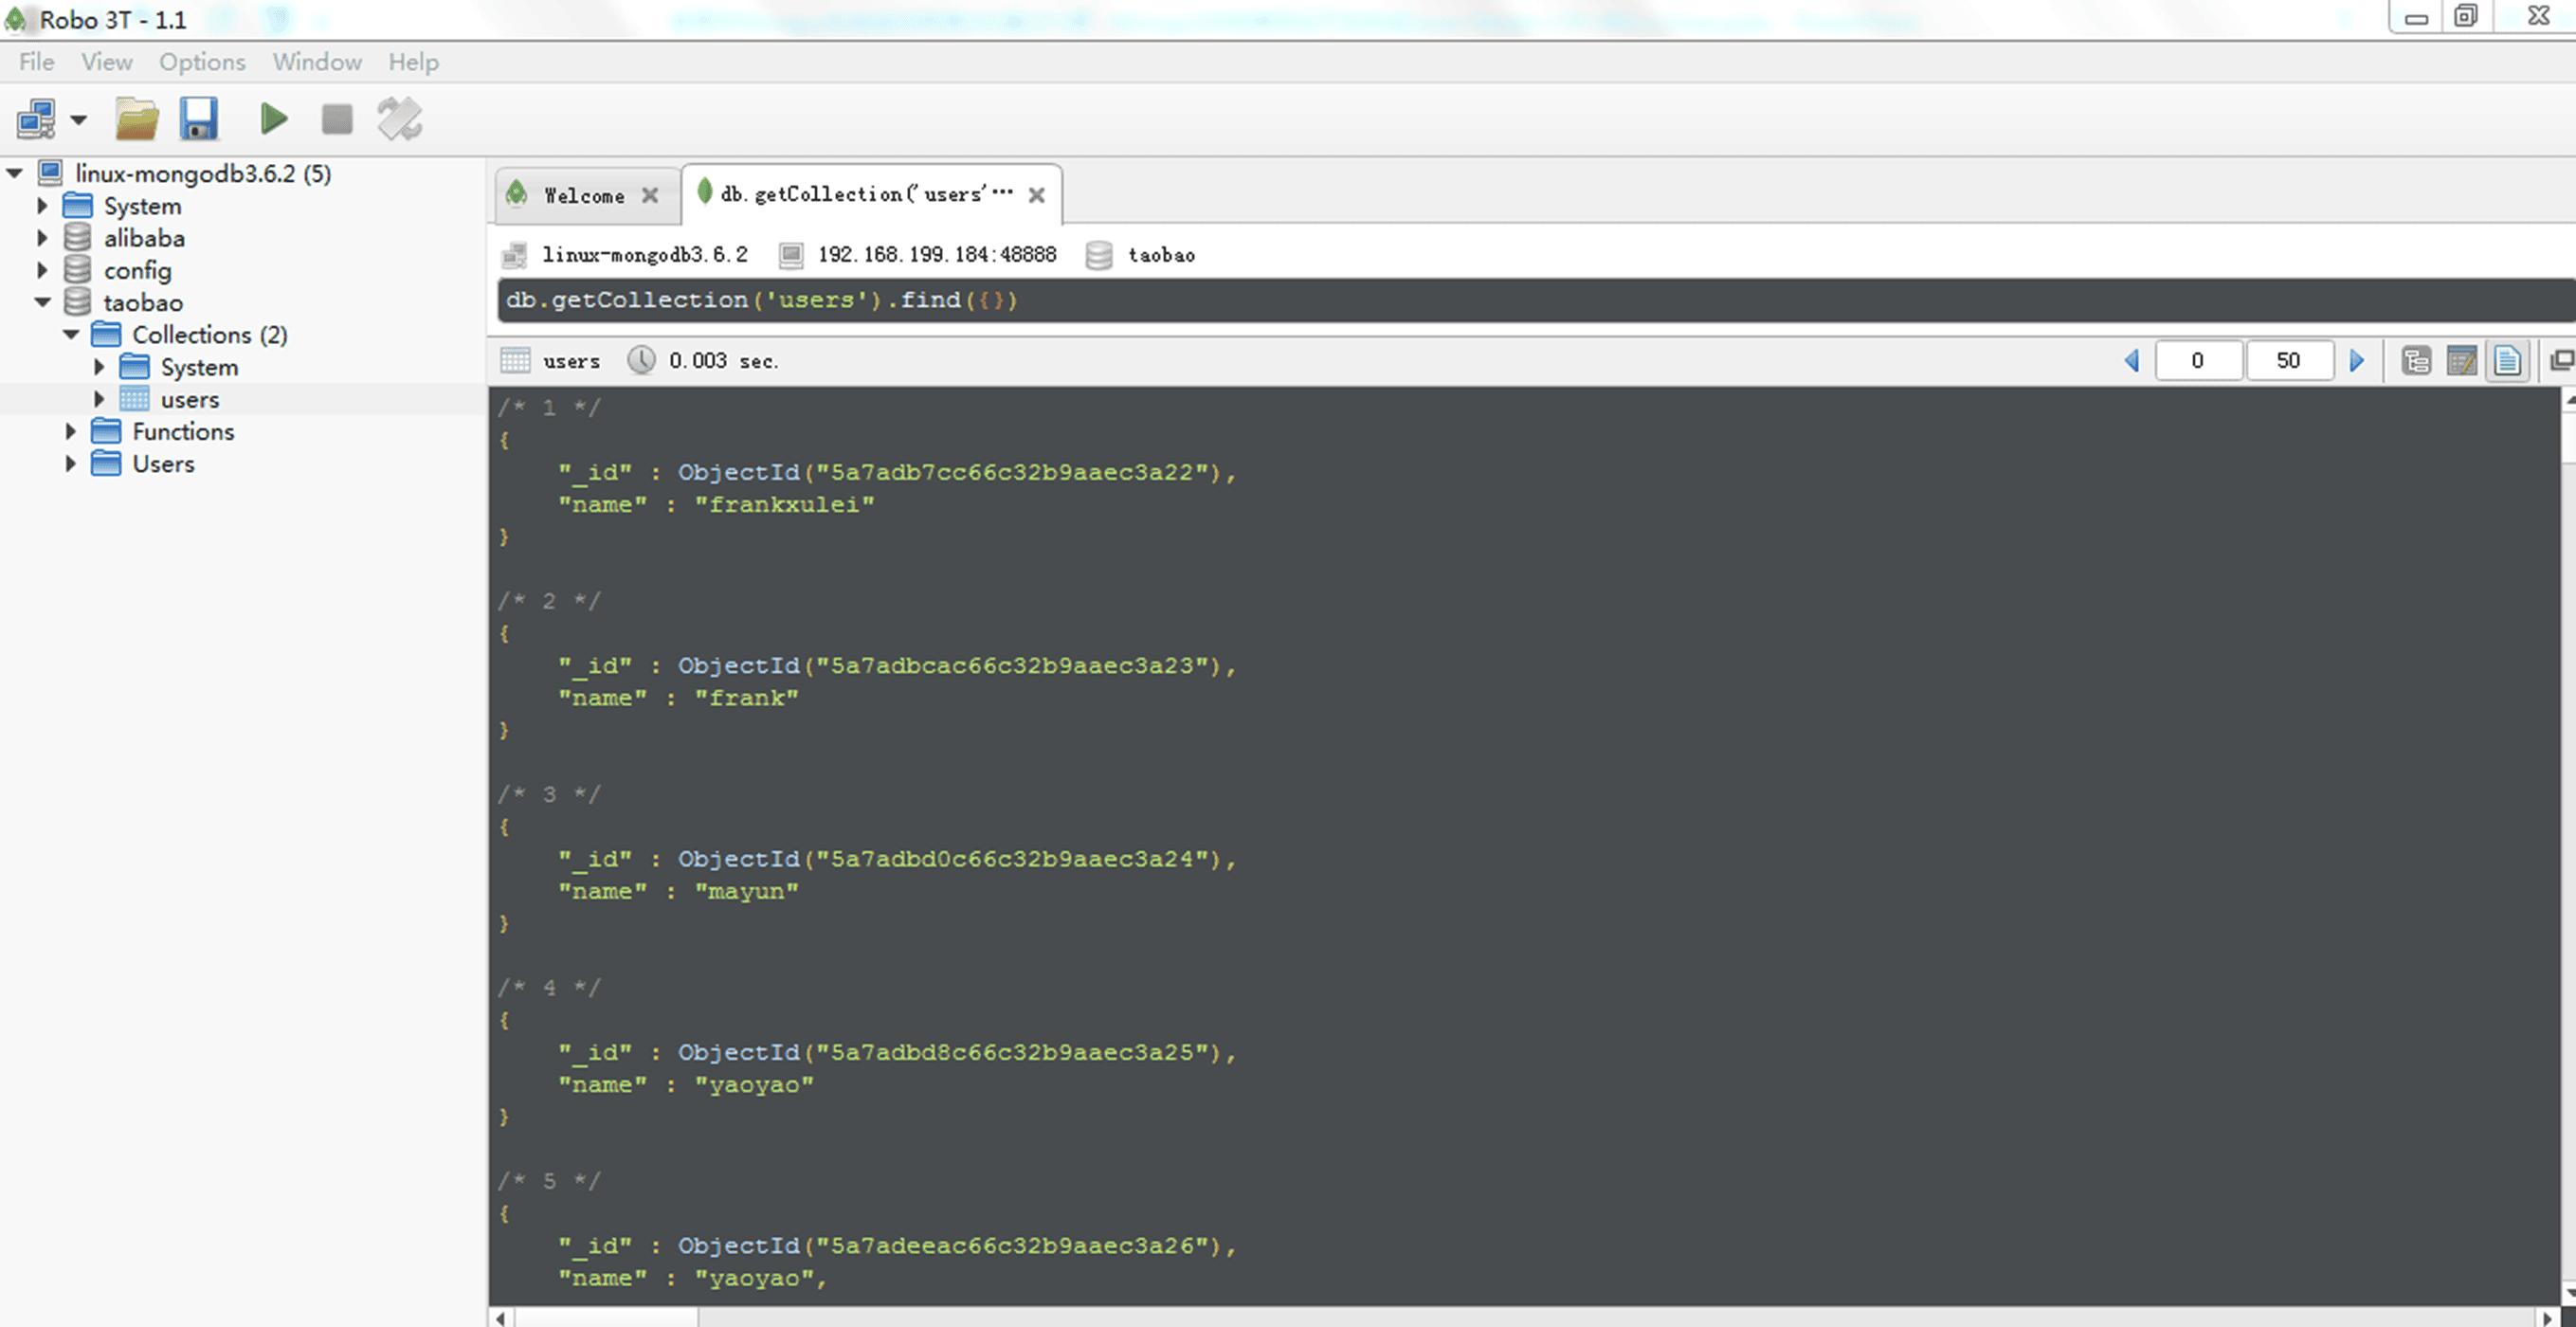 Robo 3T - 1.1
File View Options Window Help
linux-mongodb3.6.2 (5)
System
alibaba
config
taobao
Collections (2)
System
users
Functions
Users
Welcome db.getCollection('users'···
linux-mongodb3.6.2 192.168.199.184:48888 taobao
db.getCollection('users').find({})
users 0.003 sec. 0 50
/* 1 */
{
"_id" : ObjectId("5a7adb7cc66c32b9aaec3a22"),
"name" : "frankxulei"
}
/* 2 */
{
"_id" : ObjectId("5a7adbcac66c32b9aaec3a23"),
"name" : "frank"
}
/* 3 */
{
"_id" : ObjectId("5a7adbd0c66c32b9aaec3a24"),
"name" : "mayun"
}
/* 4 */
{
"_id" : ObjectId("5a7adbd8c66c32b9aaec3a25"),
"name" : "yaoyao"
}
/* 5 */
{
"_id" : ObjectId("5a7adeeac66c32b9aaec3a26"),
"name" : "yaoyao",